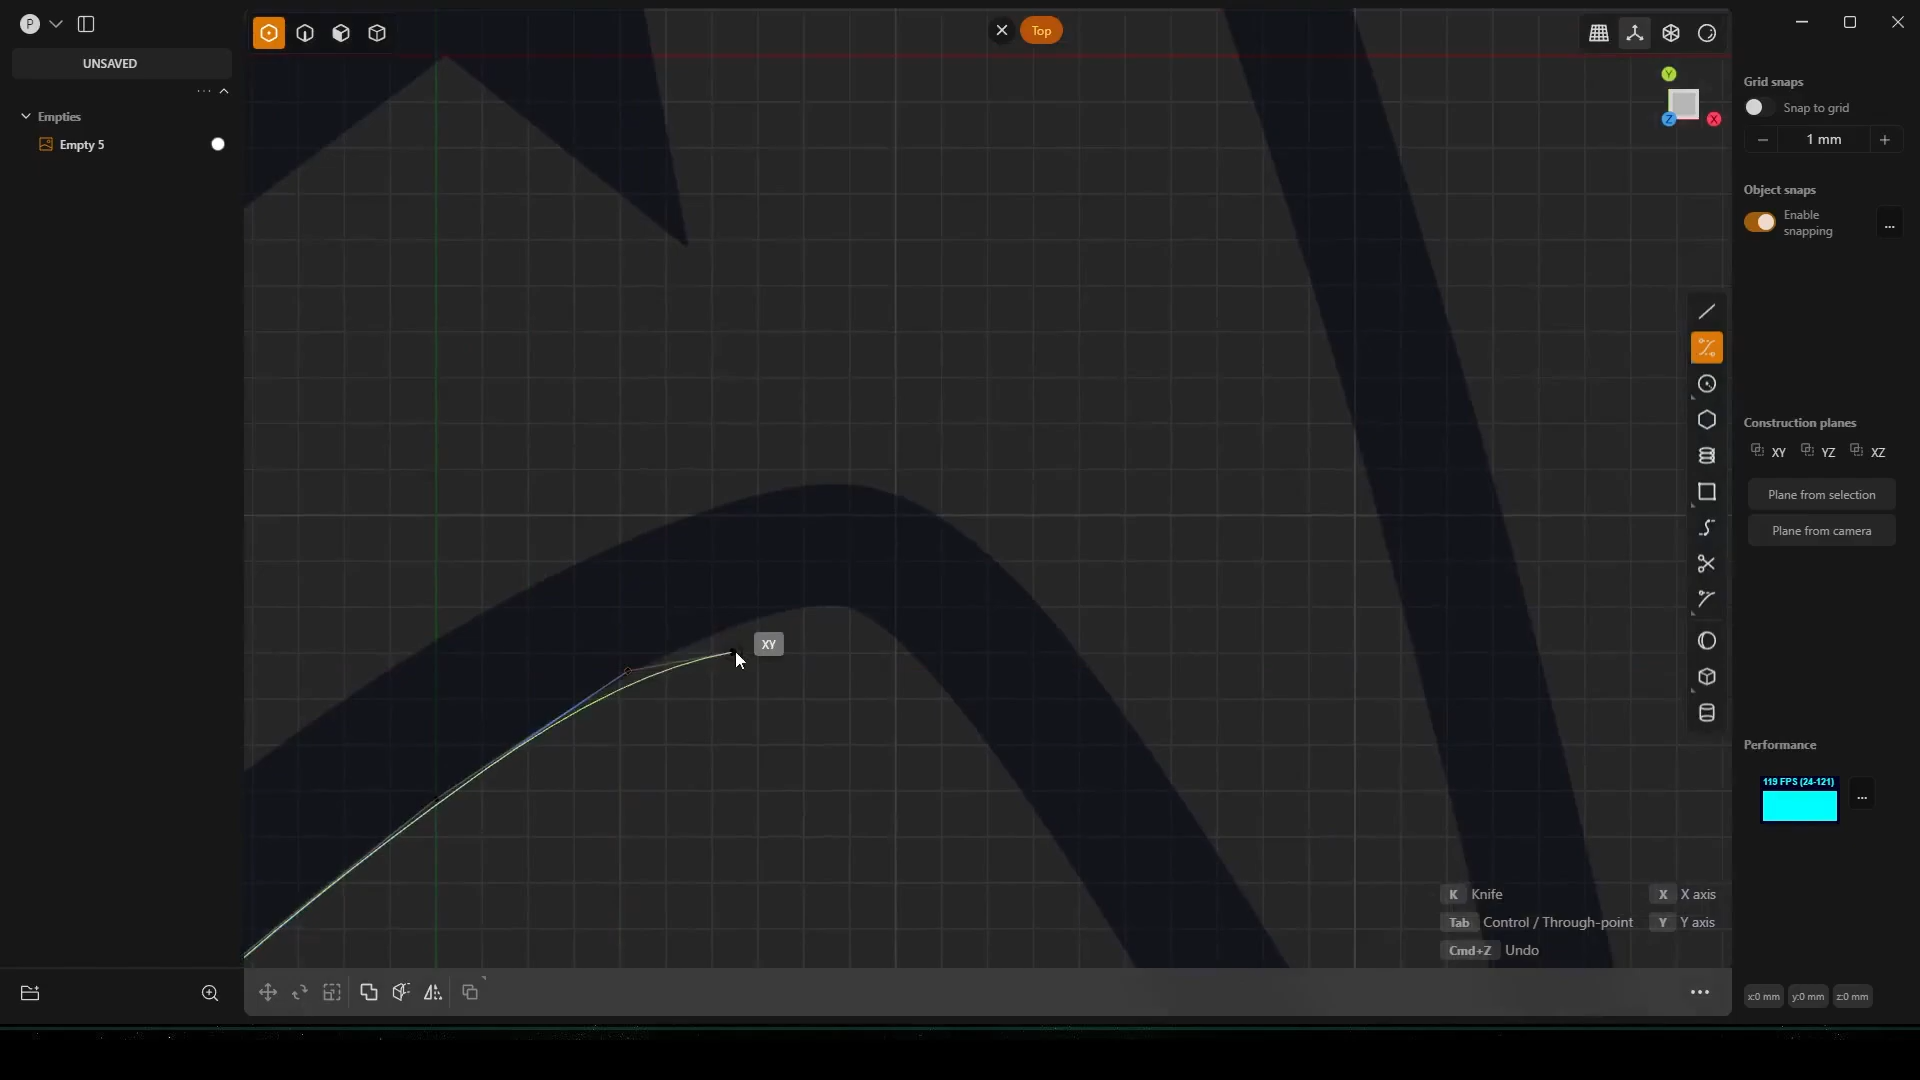 P
UNSAVED
Empties
Empty 5
Top
Y
Z
X
Grid snaps
Snap to grid
1 mm
Object snaps
Enable
snapping
XY
Construction planes
XY YZ XZ
Plane from selection
Plane from camera
Performance
119 FPS (24-121)
K Knife X X axis
Tab Control / Through-point Y Y axis
Cmd+Z Undo
x:0 mm y:0 mm z:0 mm